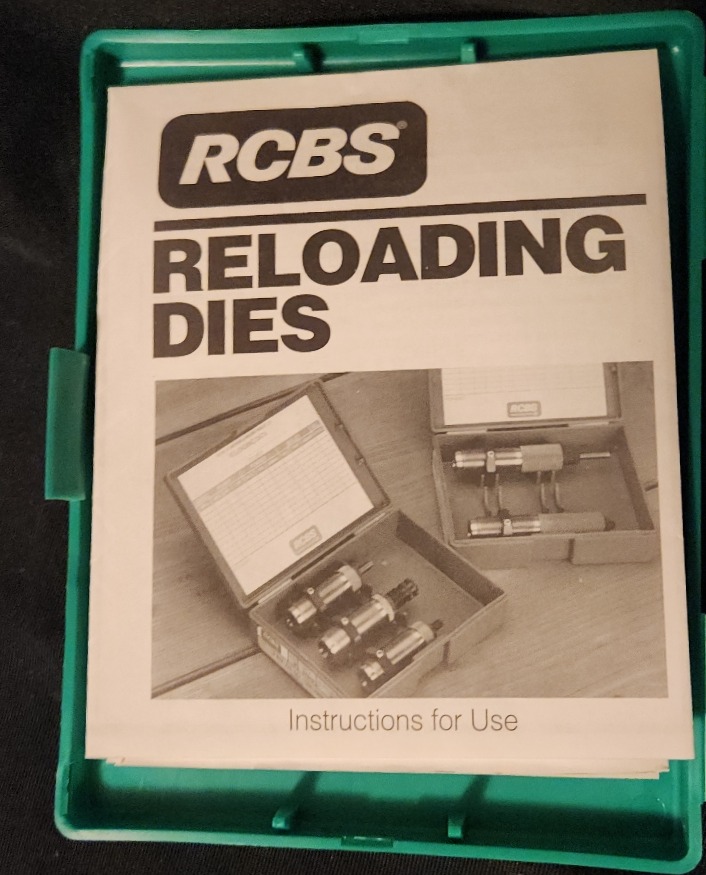 RCBS®
RELOADING
DIES
Instructions for Use